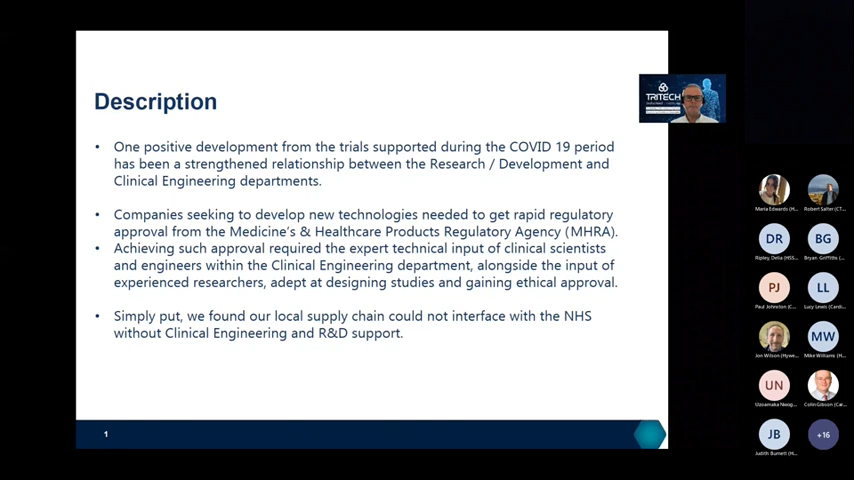 Description
• One positive development from the trials supported during the COVID 19 period
has been a strengthened relationship between the Research / Development and
Clinical Engineering departments.
• Companies seeking to develop new technologies needed to get rapid regulatory
approval from the Medicine's & Healthcare Products Regulatory Agency (MHRA).
• Achieving such approval required the expert technical input of clinical scientists
and engineers within the Clinical Engineering department, alongside the input of
experienced researchers, adept at designing studies and gaining ethical approval.
• Simply put, we found our local supply chain could not interface with the NHS
without Clinical Engineering and R&D support.
1
TRITECH
Maria Edwards (H...
Robert Salter (CT...
DR
BG
Ripley, Delia (HSS...
Bryan Griffiths (...
PJ
LL
Paul Johnston (C...
Lucy Lewis (Cardi...
MW
Jon Wilson (Hywe...
Mike Williams (H...
UN
Uzoamaka Nwog...
Colin Gibson (Car...
JB
+16
Judith Burnett (H...